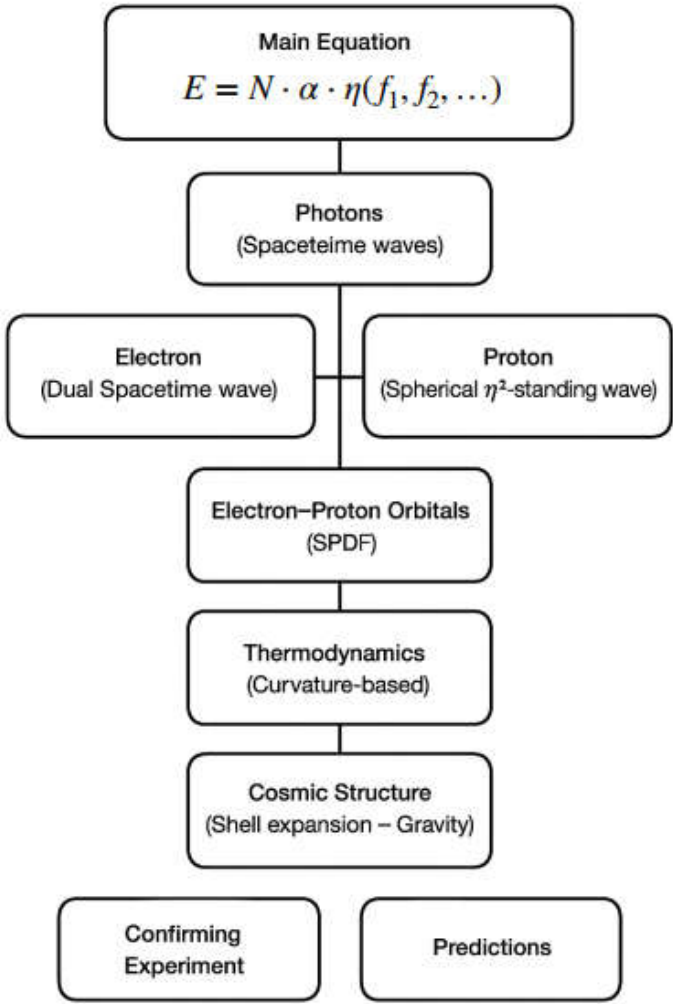 Main Equation
E = N · α · η(f₁, f₂, …)
Photons
(Spaceteime waves)
Electron
(Dual Spacetime wave)
Proton
(Spherical η²-standing wave)
Electron–Proton Orbitals
(SPDF)
Thermodynamics
(Curvature-based)
Cosmic Structure
(Shell expansion – Gravity)
Confirming
Experiment
Predictions